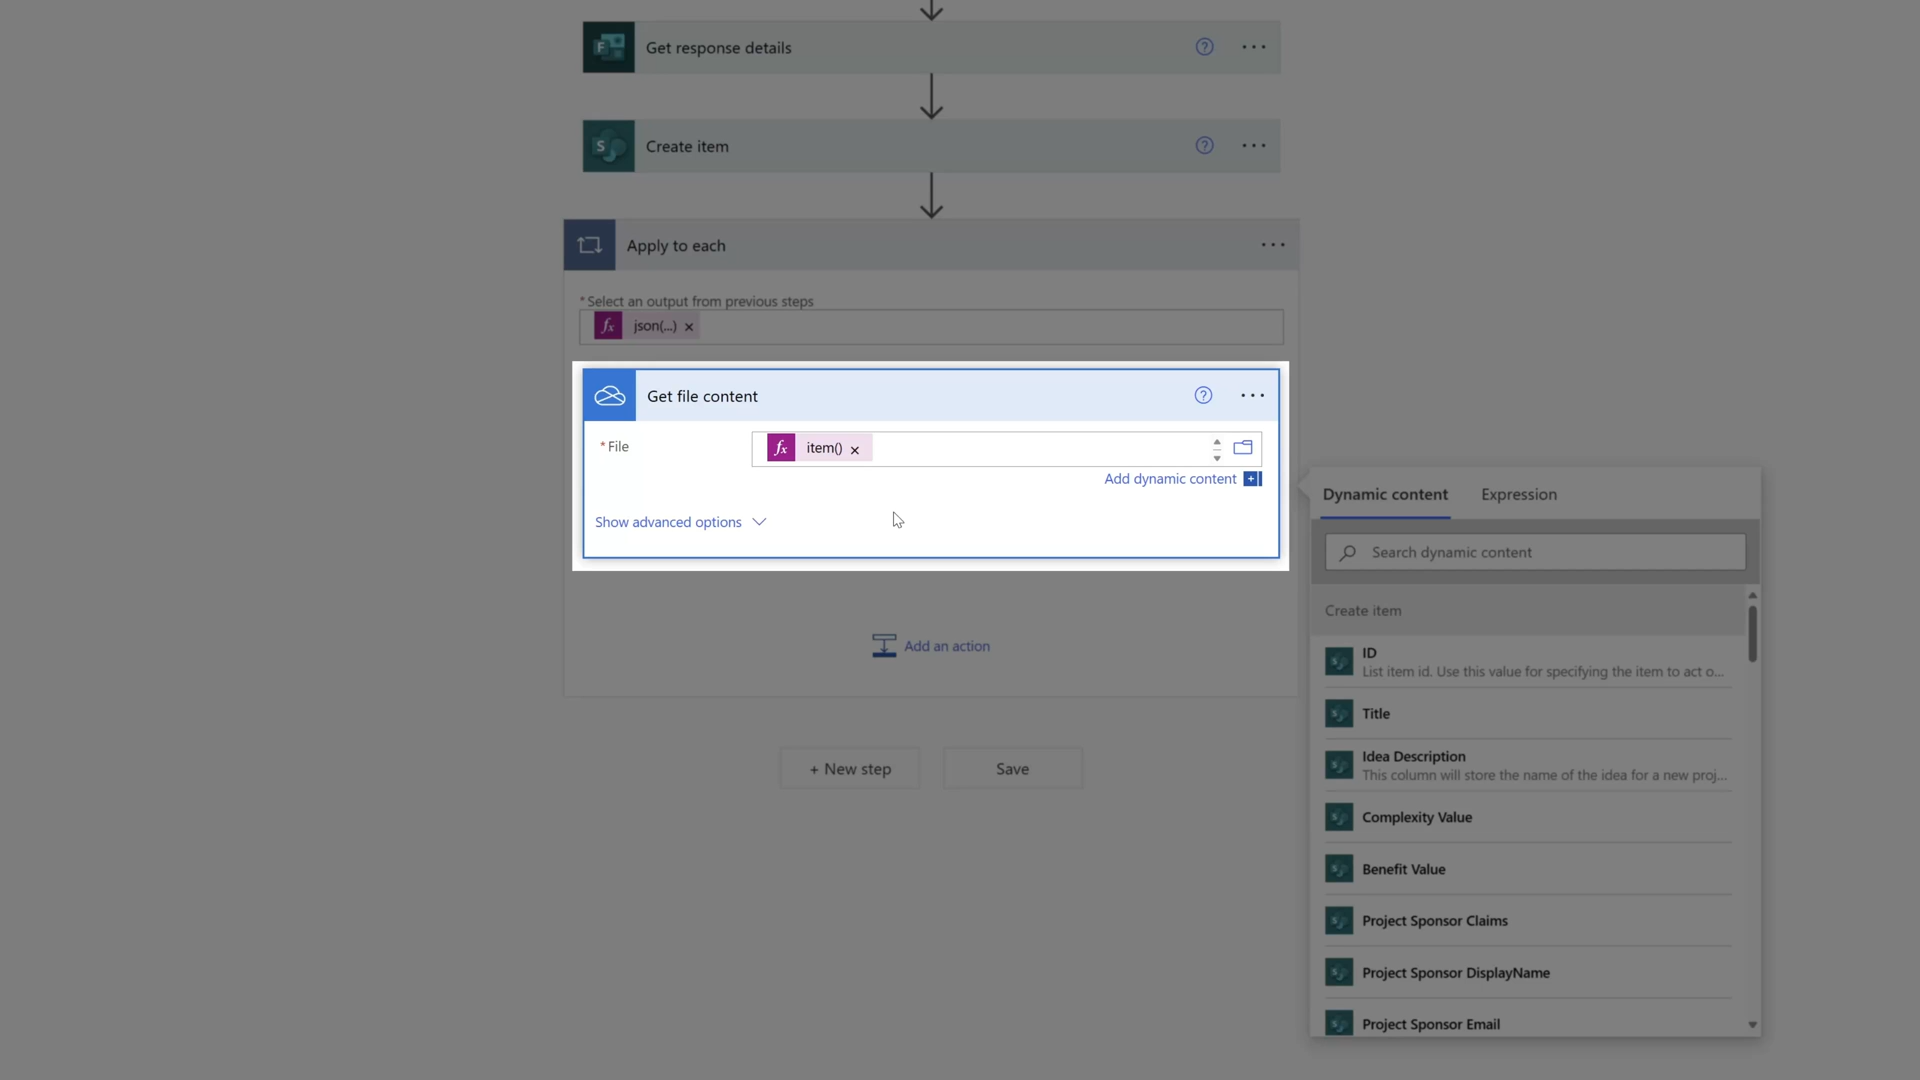 Get response details
Create item
Apply to each
* Select an output from previous steps
fx json(...) ×
Get file content
* File
fx item() ×
Add dynamic content
Show advanced options
Add an action
+ New step
Save
Dynamic content
Expression
Search dynamic content
Create item
ID
List item id. Use this value for specifying the item to act o...
Title
Idea Description
This column will store the name of the idea for a new proj...
Complexity Value
Benefit Value
Project Sponsor Claims
Project Sponsor DisplayName
Project Sponsor Email